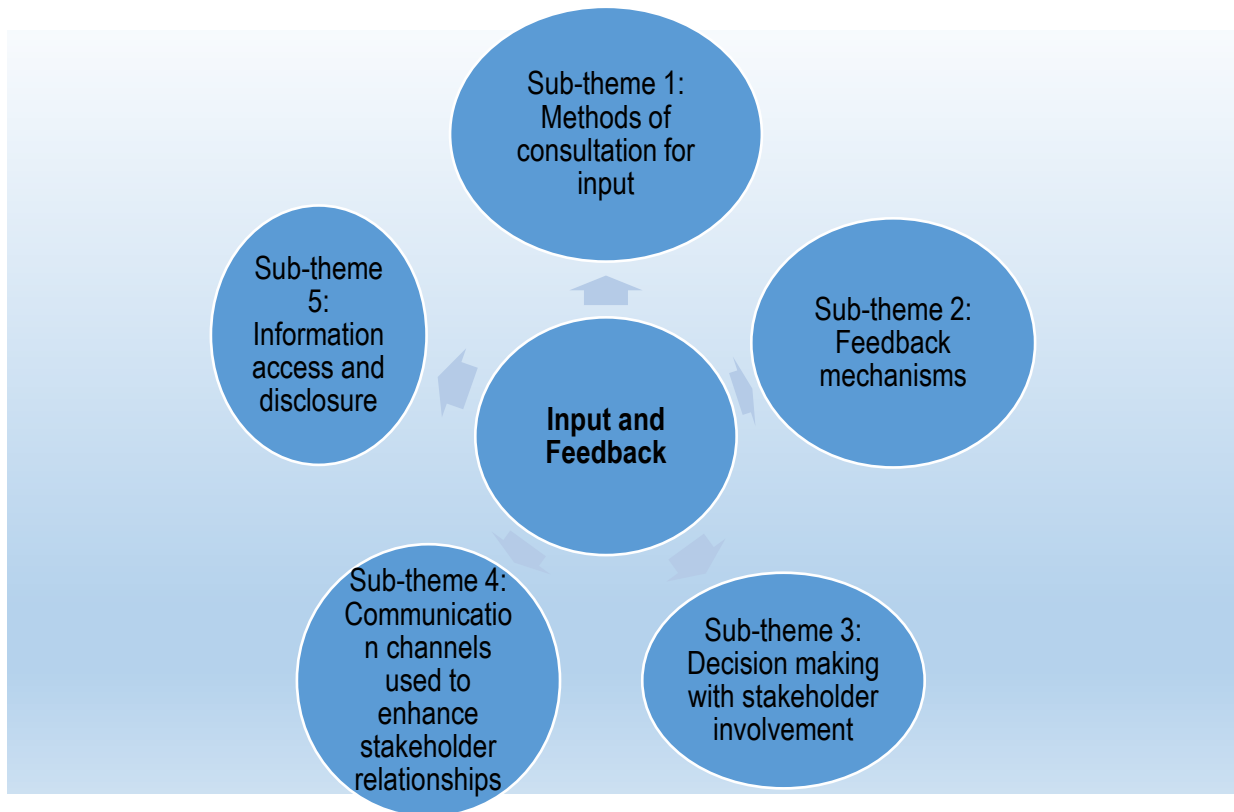 Sub-theme 1:
Methods of
consultation for
input
Sub-theme 2:
Feedback
mechanisms
Sub-theme 3:
Decision making
with stakeholder
involvement
Sub-theme 4:
Communicatio
n channels
used to
enhance
stakeholder
relationships
Sub-theme
5:
Information
access and
disclosure
Input and
Feedback